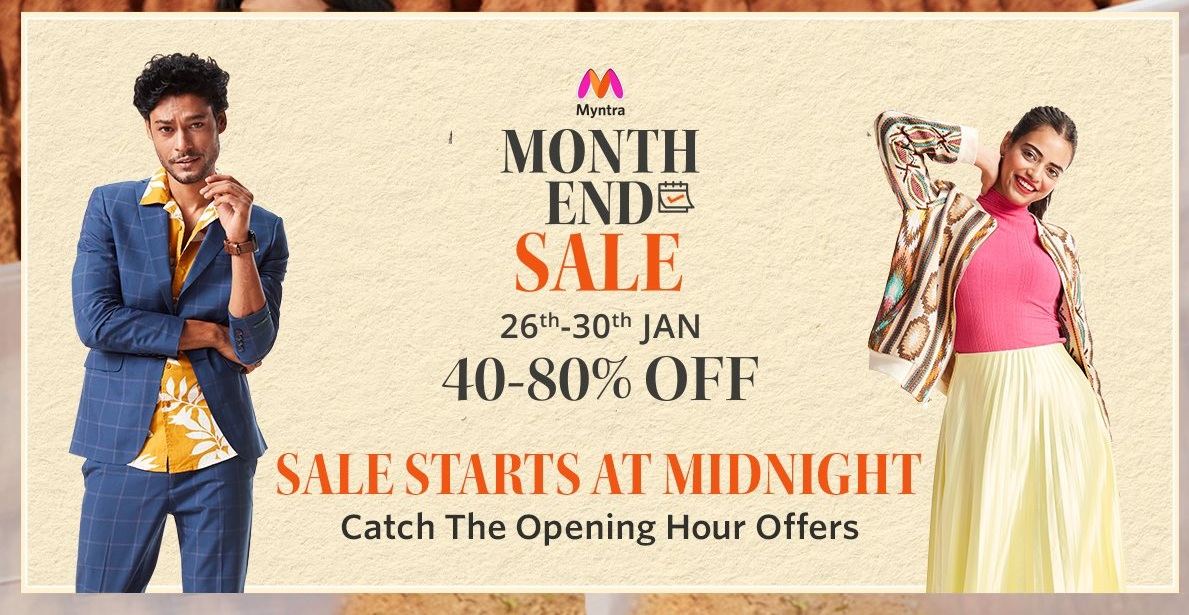 Myntra
MONTH
END
SALE
26th-30th JAN
40-80% OFF
SALE STARTS AT MIDNIGHT
Catch The Opening Hour Offers